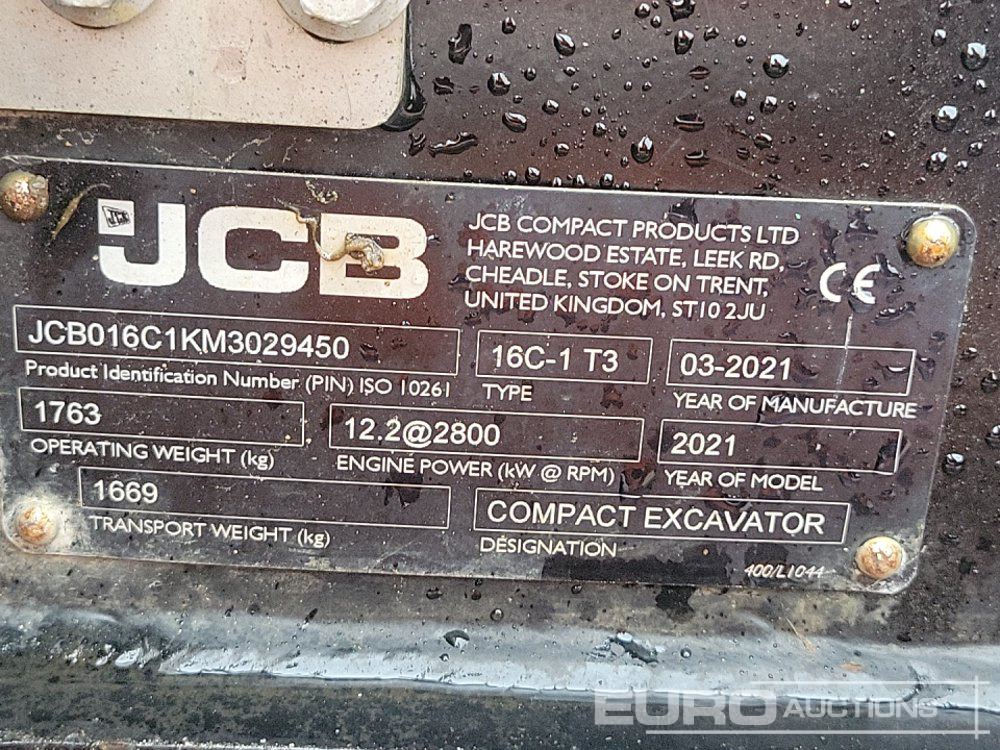 JCB
JCB
JCB COMPACT PRODUCTS LTD
HAREWOOD ESTATE, LEEK RD,
CHEADLE, STOKE ON TRENT,
UNITED KINGDOM, ST10 2JU
CE
JCB016C1KM3029450
Product Identification Number (PIN) ISO 10261
16C-1 T3
TYPE
03-2021
YEAR OF MANUFACTURE
1763
OPERATING WEIGHT (kg)
12.2@2800
ENGINE POWER (kW @ RPM)
2021
YEAR OF MODEL
1669
TRANSPORT WEIGHT (kg)
COMPACT EXCAVATOR
DESIGNATION
400/L1044
EURO AUCTIONS